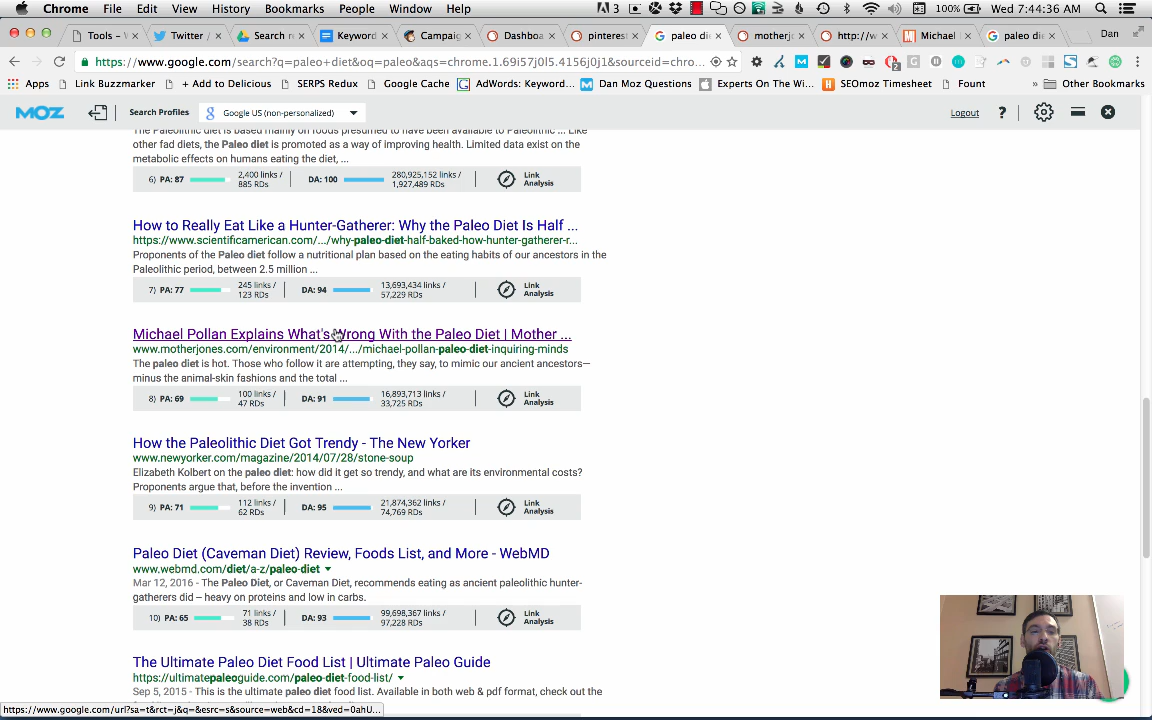 Chrome File Edit View History Bookmarks People Window Help 3 100% Wed 7:44:36 AM
Tools – Twitter / Search r Keyword Campaig Dashboa pinterest paleo die motherjo http://w Michael paleo die Dan
https://www.google.com/search?q=paleo+diet&oq=paleo&aqs=chrome.1.69i57j0l5.4156j0j1&sourceid=chro...
Apps Link Buzzmarker + Add to Delicious SERPS Redux Google Cache AdWords: Keyword... Dan Moz Questions Experts On The Wi... SEOmoz Timesheet Fount » Other Bookmarks
MOZ Search Profiles Google US (non-personalized) Logout ?
The Paleolithic diet is based mainly on foods presumed to have been available to Paleolithic ... Like
other fad diets, the Paleo diet is promoted as a way of improving health. Limited data exist on the
metabolic effects on humans eating the diet, ...
6) PA: 87 2,400 links / 885 RDs DA: 100 280,925,152 links / 1,927,489 RDs Link Analysis
How to Really Eat Like a Hunter-Gatherer: Why the Paleo Diet Is Half ...
https://www.scientificamerican.com/.../why-paleo-diet-half-baked-how-hunter-gatherer-r...
Proponents of the Paleo diet follow a nutritional plan based on the eating habits of our ancestors in the
Paleolithic period, between 2.5 million ...
7) PA: 77 245 links / 123 RDs DA: 94 13,693,434 links / 57,229 RDs Link Analysis
Michael Pollan Explains What's Wrong With the Paleo Diet | Mother ...
www.motherjones.com/environment/2014/.../michael-pollan-paleo-diet-inquiring-minds
The paleo diet is hot. Those who follow it are attempting, they say, to mimic our ancient ancestors—
minus the animal-skin fashions and the total ...
8) PA: 69 100 links / 47 RDs DA: 91 16,893,713 links / 33,725 RDs Link Analysis
How the Paleolithic Diet Got Trendy - The New Yorker
www.newyorker.com/magazine/2014/07/28/stone-soup
Elizabeth Kolbert on the paleo diet: how did it get so trendy, and what are its environmental costs?
Proponents argue that, before the invention ...
9) PA: 71 112 links / 62 RDs DA: 95 21,874,362 links / 74,769 RDs Link Analysis
Paleo Diet (Caveman Diet) Review, Foods List, and More - WebMD
www.webmd.com/diet/a-z/paleo-diet
Mar 12, 2016 - The Paleo Diet, or Caveman Diet, recommends eating as ancient paleolithic hunter-
gatherers did – heavy on proteins and low in carbs.
10) PA: 65 71 links / 38 RDs DA: 93 99,698,367 links / 97,228 RDs Link Analysis
The Ultimate Paleo Diet Food List | Ultimate Paleo Guide
https://ultimatepaleoguide.com/paleo-diet-food-list/
Sep 5, 2015 - This is the ultimate paleo diet food list. Available in both web & pdf format, check out the
https://www.google.com/url?sa=t&rct=j&q=&esrc=s&source=web&cd=18&ved=0ahU...